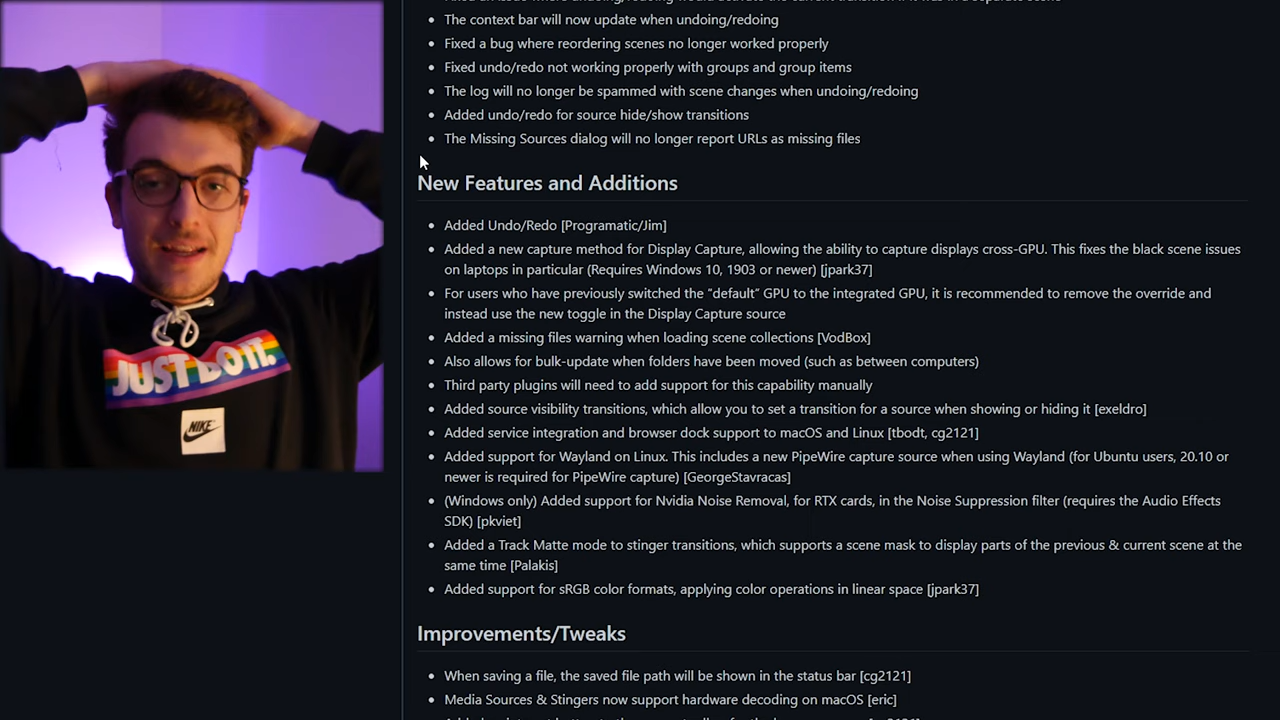 The context bar will now update when undoing/redoing
Fixed a bug where reordering scenes no longer worked properly
Fixed undo/redo not working properly with groups and group items
The log will no longer be spammed with scene changes when undoing/redoing
Added undo/redo for source hide/show transitions
The Missing Sources dialog will no longer report URLs as missing files
New Features and Additions
Added Undo/Redo [Programatic/Jim]
Added a new capture method for Display Capture, allowing the ability to capture displays cross-GPU. This fixes the black scene issues
on laptops in particular (Requires Windows 10, 1903 or newer) [jpark37]
For users who have previously switched the "default" GPU to the integrated GPU, it is recommended to remove the override and
instead use the new toggle in the Display Capture source
Added a missing files warning when loading scene collections [VodBox]
Also allows for bulk-update when folders have been moved (such as between computers)
Third party plugins will need to add support for this capability manually
Added source visibility transitions, which allow you to set a transition for a source when showing or hiding it [exeldro]
Added service integration and browser dock support to macOS and Linux [tbodt, cg2121]
Added support for Wayland on Linux. This includes a new PipeWire capture source when using Wayland (for Ubuntu users, 20.10 or
newer is required for PipeWire capture) [GeorgeStavracas]
(Windows only) Added support for Nvidia Noise Removal, for RTX cards, in the Noise Suppression filter (requires the Audio Effects
SDK) [pkviet]
Added a Track Matte mode to stinger transitions, which supports a scene mask to display parts of the previous & current scene at the
same time [Palakis]
Added support for sRGB color formats, applying color operations in linear space [jpark37]
Improvements/Tweaks
When saving a file, the saved file path will be shown in the status bar [cg2121]
Media Sources & Stingers now support hardware decoding on macOS [eric]
JUST DO IT.
NIKE